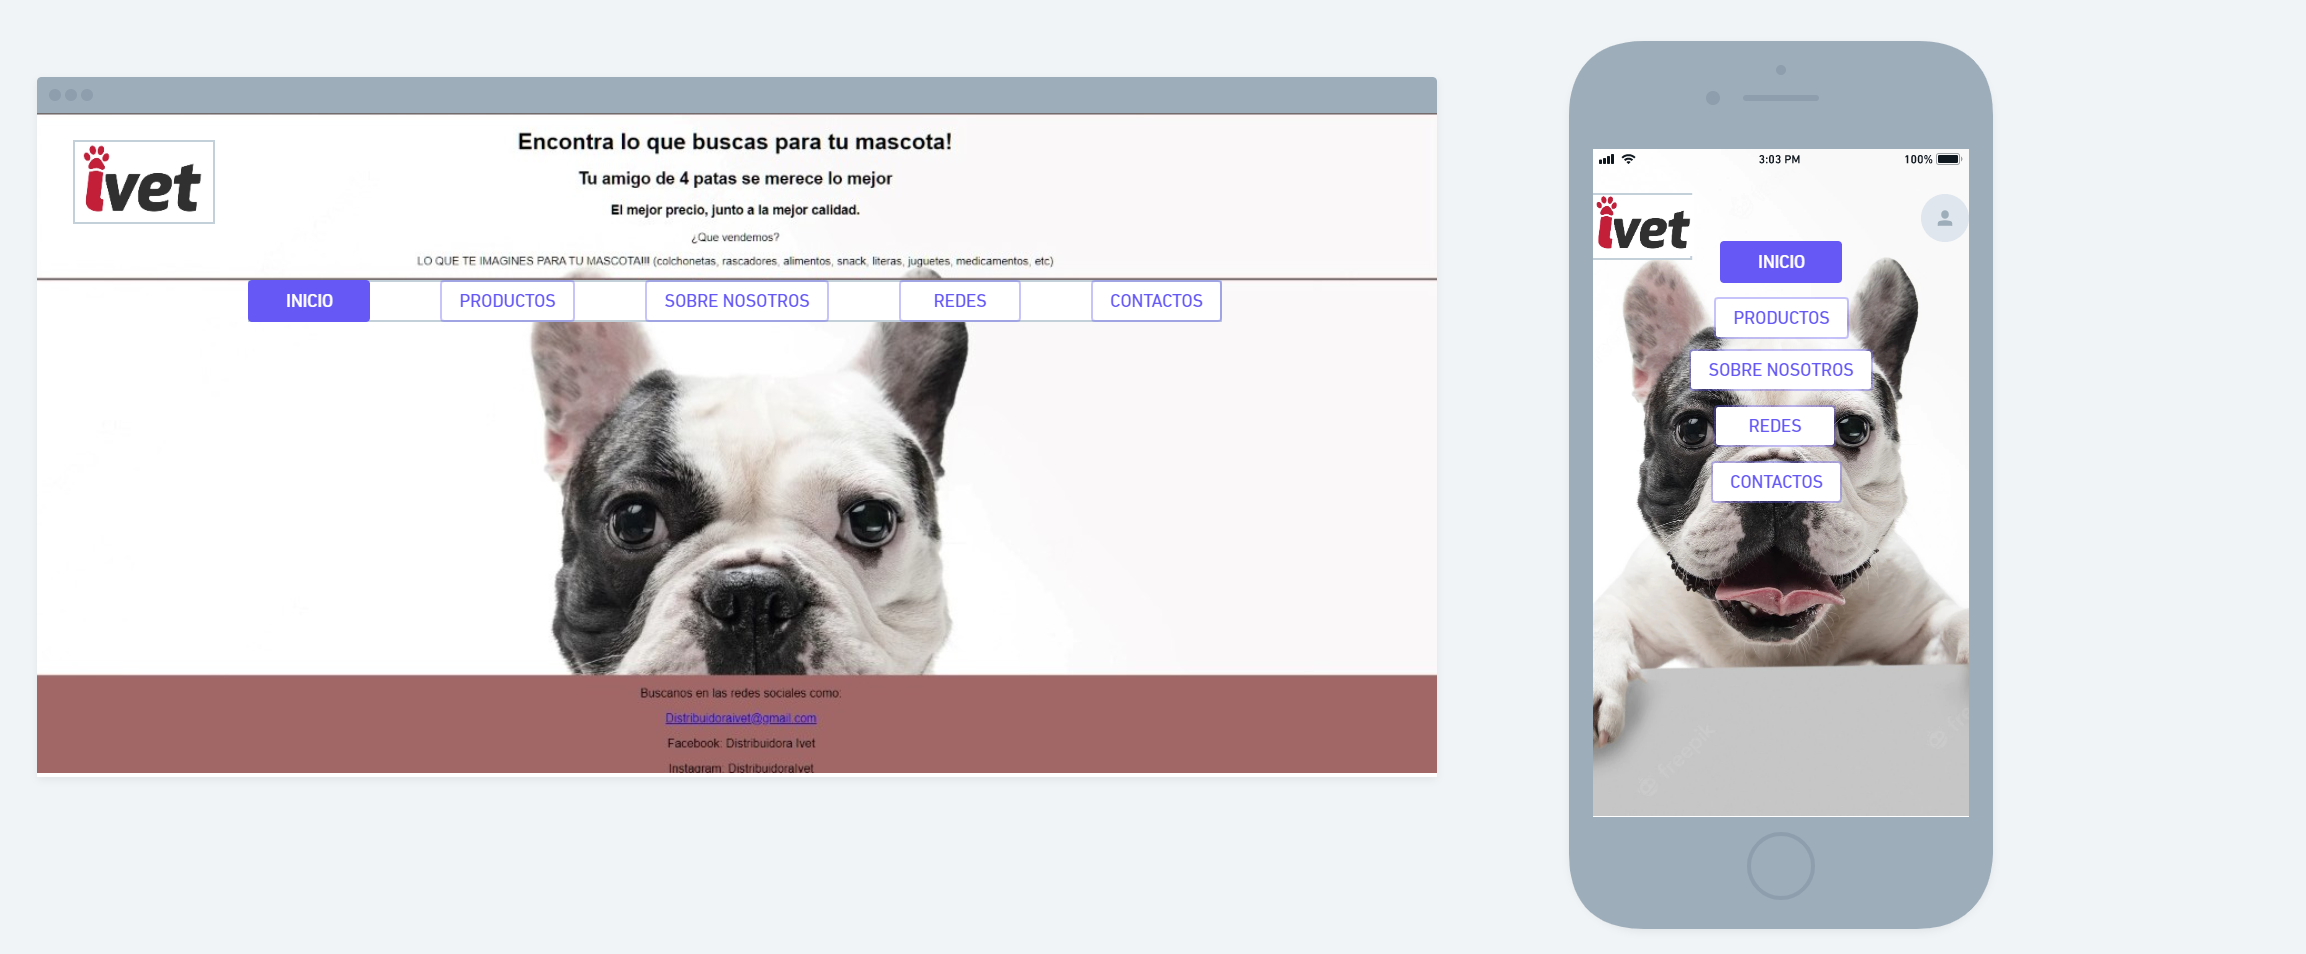 ivet
Encontra lo que buscas para tu mascota!
Tu amigo de 4 patas se merece lo mejor
El mejor precio, junto a la mejor calidad.
¿Que vendemos?
LO QUE TE IMAGINES PARA TU MASCOTA!!! (colchonetas, rascadores, alimentos, snack, literas, juguetes, medicamentos, etc)
INICIO PRODUCTOS SOBRE NOSOTROS REDES CONTACTOS
Buscanos en las redes sociales como:
Distribuidoraivet@gmail.com
Facebook: Distribuidora Ivet
Instagram: DistribuidoraIvet
3:03 PM 100%
ivet
INICIO
PRODUCTOS
SOBRE NOSOTROS
REDES
CONTACTOS
freepik